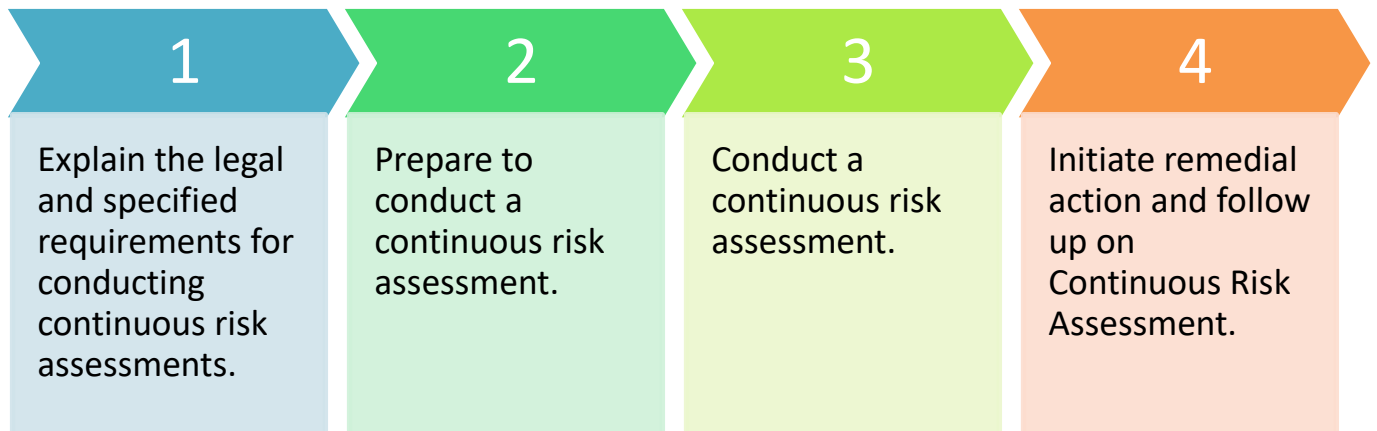 1
Explain the legal
and specified
requirements for
conducting
continuous risk
assessments.
2
Prepare to
conduct a
continuous risk
assessment.
3
Conduct a
continuous risk
assessment.
4
Initiate remedial
action and follow
up on
Continuous Risk
Assessment.